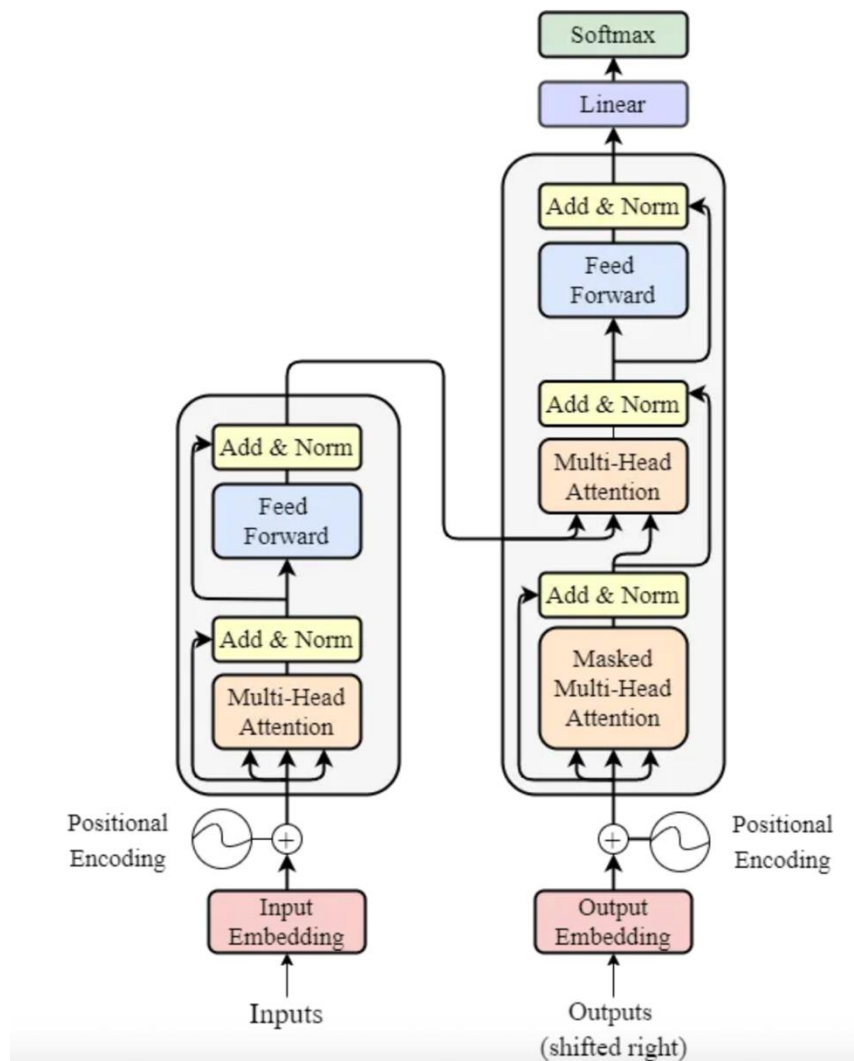 Softmax
Linear
Add & Norm
Feed
Forward
Add & Norm
Multi-Head
Attention
Add & Norm
Masked
Multi-Head
Attention
Add & Norm
Feed
Forward
Add & Norm
Multi-Head
Attention
Positional
Encoding
Positional
Encoding
Input
Embedding
Output
Embedding
Inputs
Outputs
(shifted right)